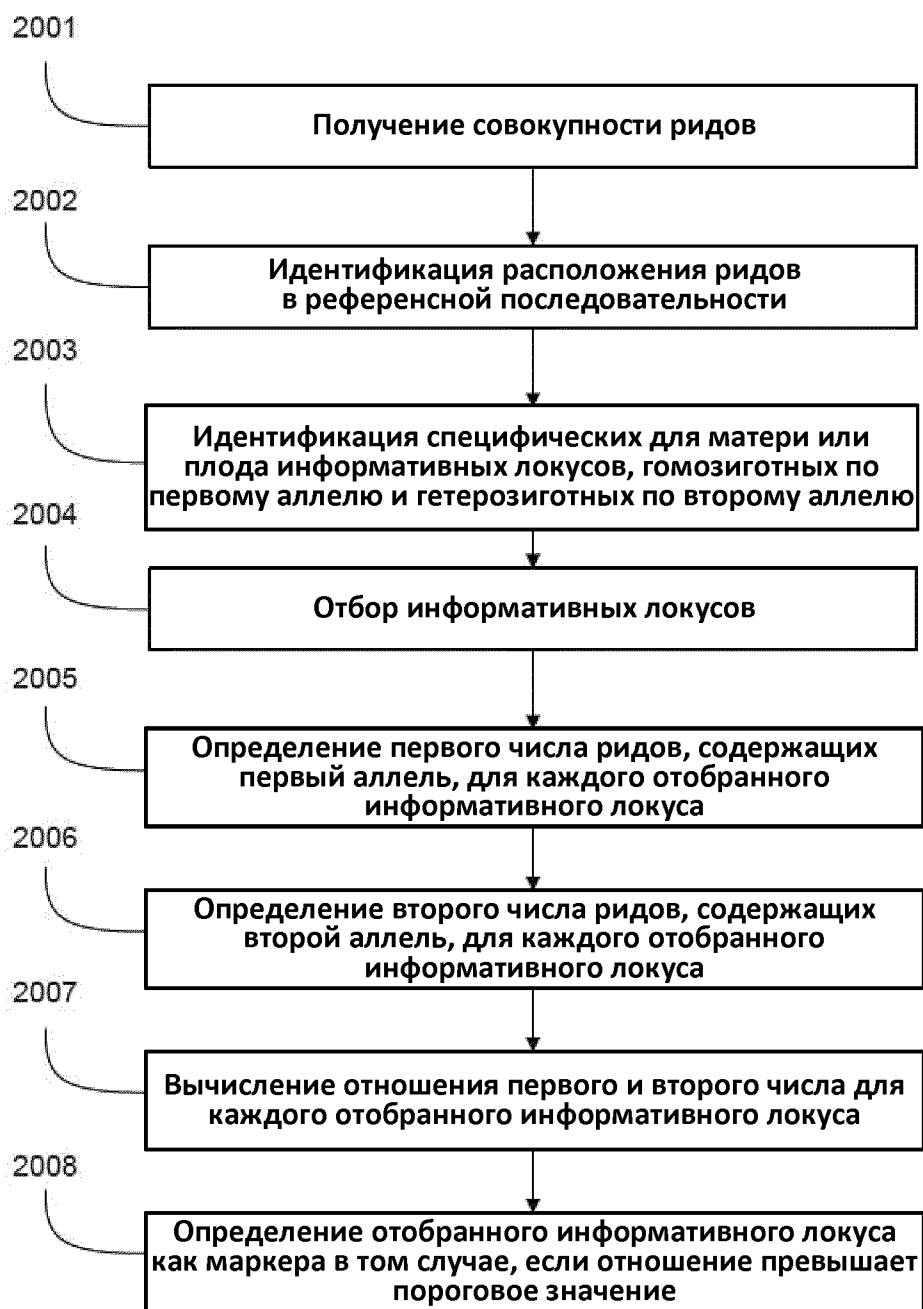 2001
Получение совокупности ридов
2002
Идентификация расположения ридов
в референсной последовательности
2003
Идентификация специфических для матери или
плода информативных локусов, гомозиготных по
первому аллелю и гетерозиготных по второму аллелю
2004
Отбор информативных локусов
2005
Определение первого числа ридов, содержащих
первый аллель, для каждого отобранного
информативного локуса
2006
Определение второго числа ридов, содержащих
второй аллель, для каждого отобранного
информативного локуса
2007
Вычисление отношения первого и второго числа для
каждого отобранного информативного локуса
2008
Определение отобранного информативного локуса
как маркера в том случае, если отношение превышает
пороговое значение